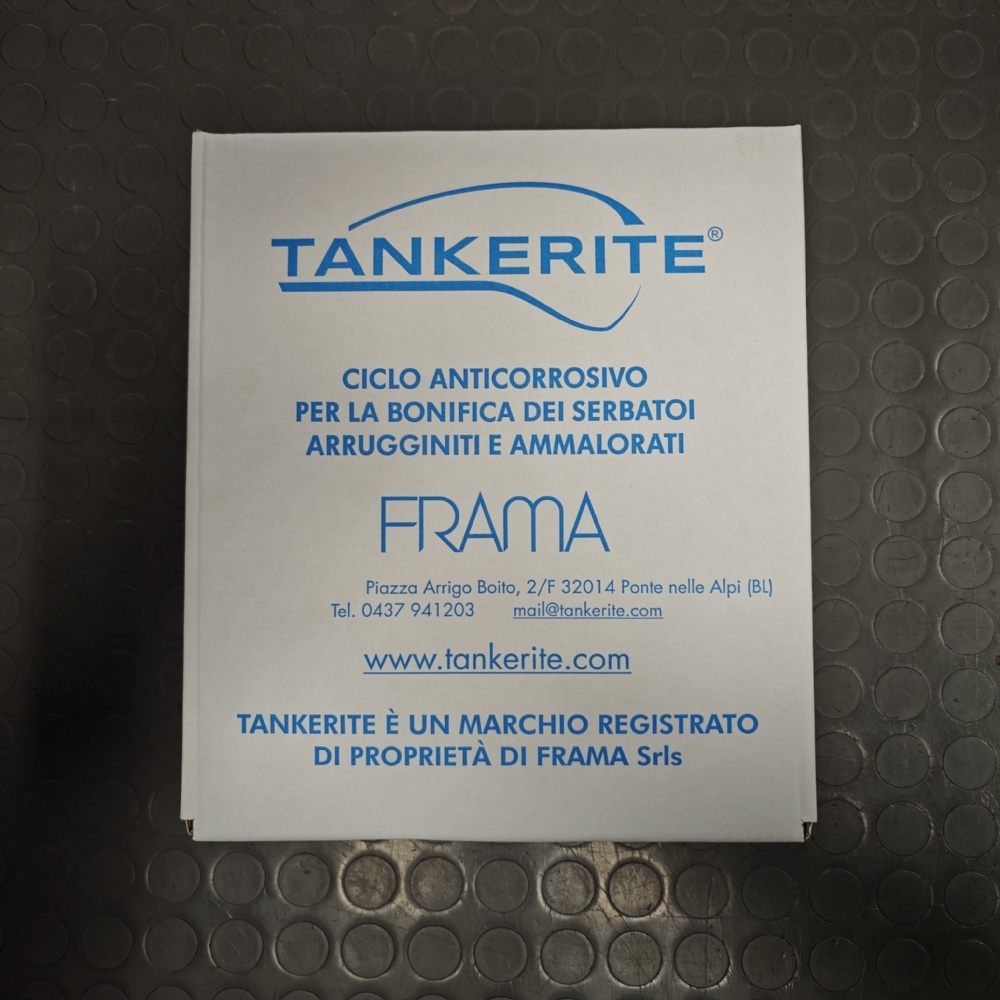 TANKERITE®
CICLO ANTICORROSIVO
PER LA BONIFICA DEI SERBATOI
ARRUGGINITI E AMMALORATI
FRAMA
Piazza Arrigo Boito, 2/F 32014 Ponte nelle Alpi (BL)
Tel. 0437 941203 mail@tankerite.com
www.tankerite.com
TANKERITE È UN MARCHIO REGISTRATO
DI PROPRIETÀ DI FRAMA Srls